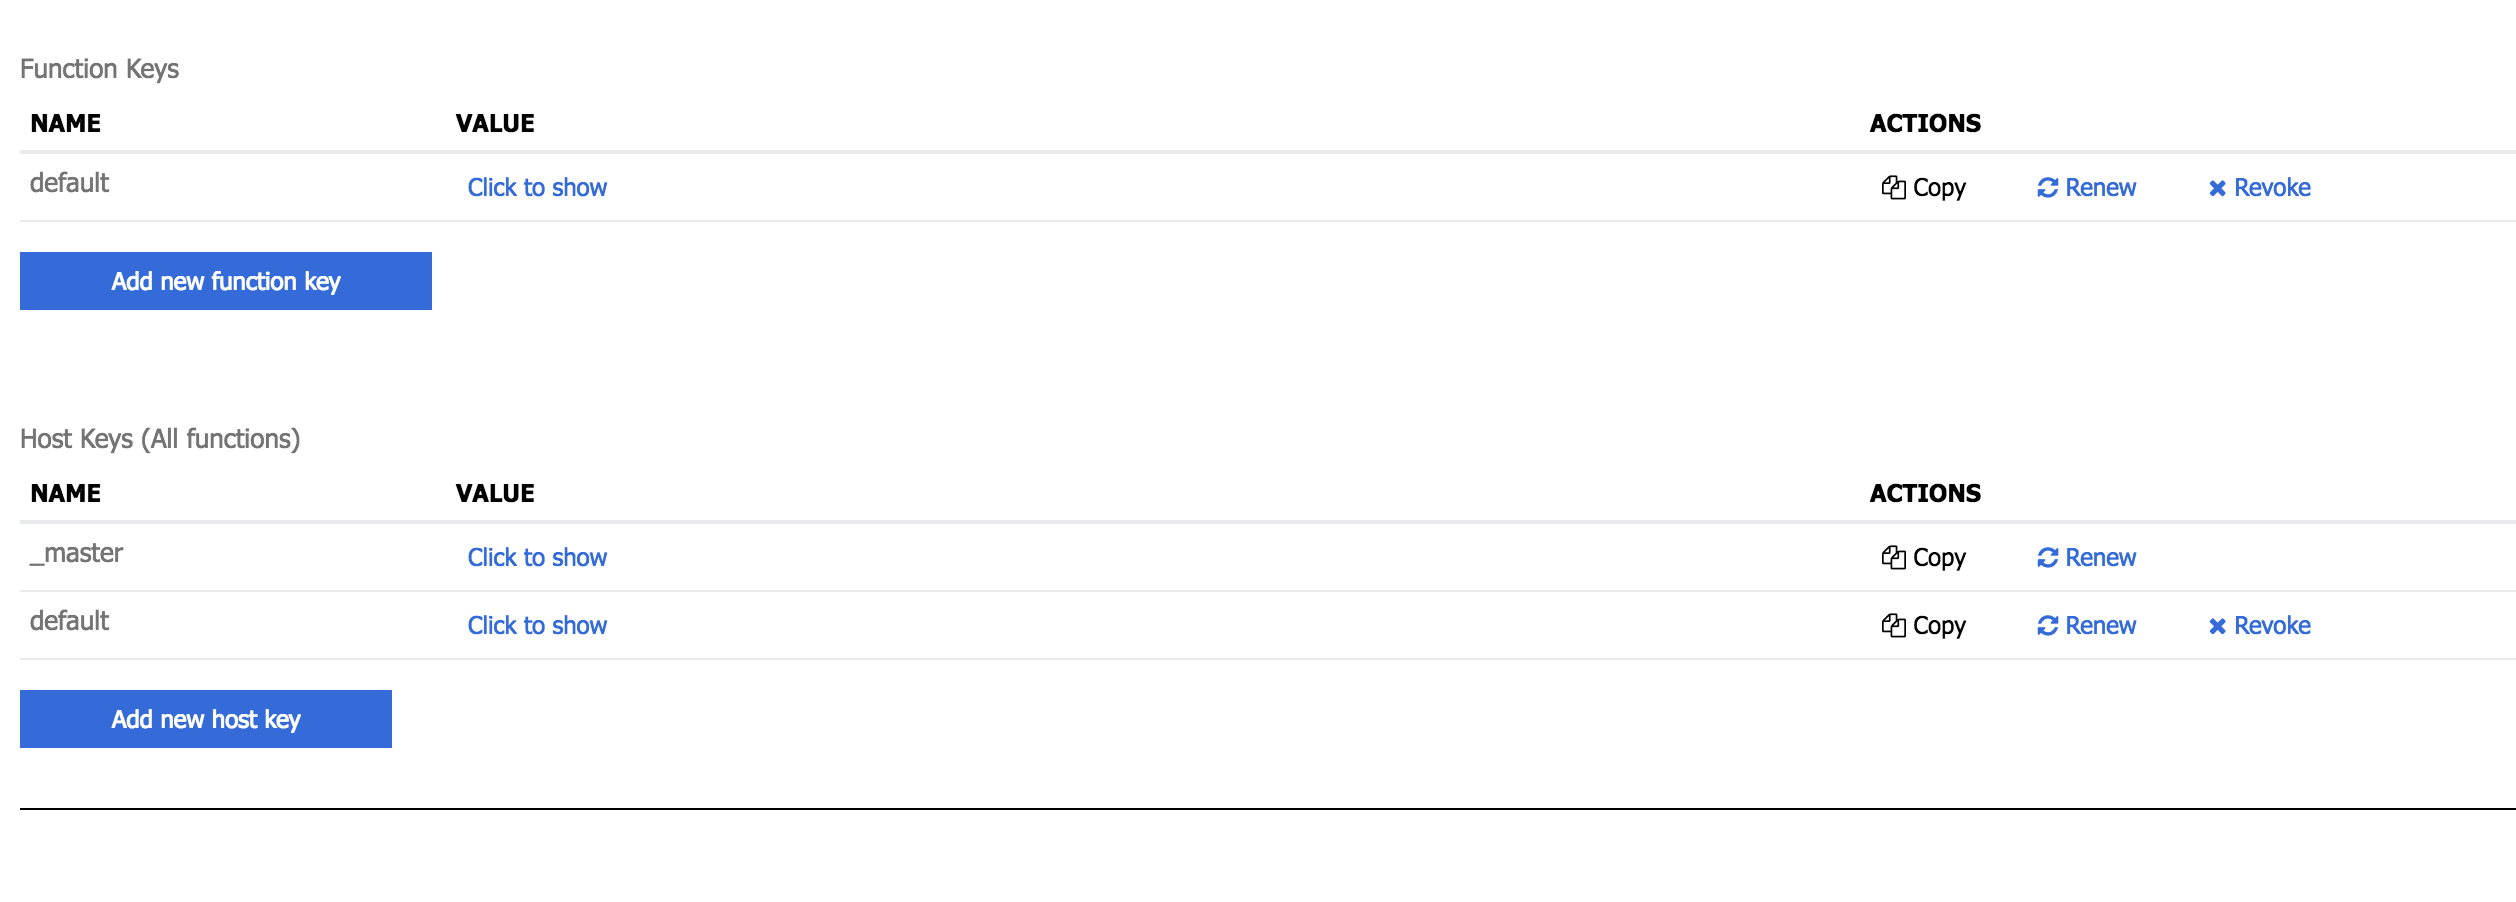 Function Keys
NAME VALUE ACTIONS
default Click to show Copy Renew Revoke
Add new function key
Host Keys (All functions)
NAME VALUE ACTIONS
_master Click to show Copy Renew
default Click to show Copy Renew Revoke
Add new host key